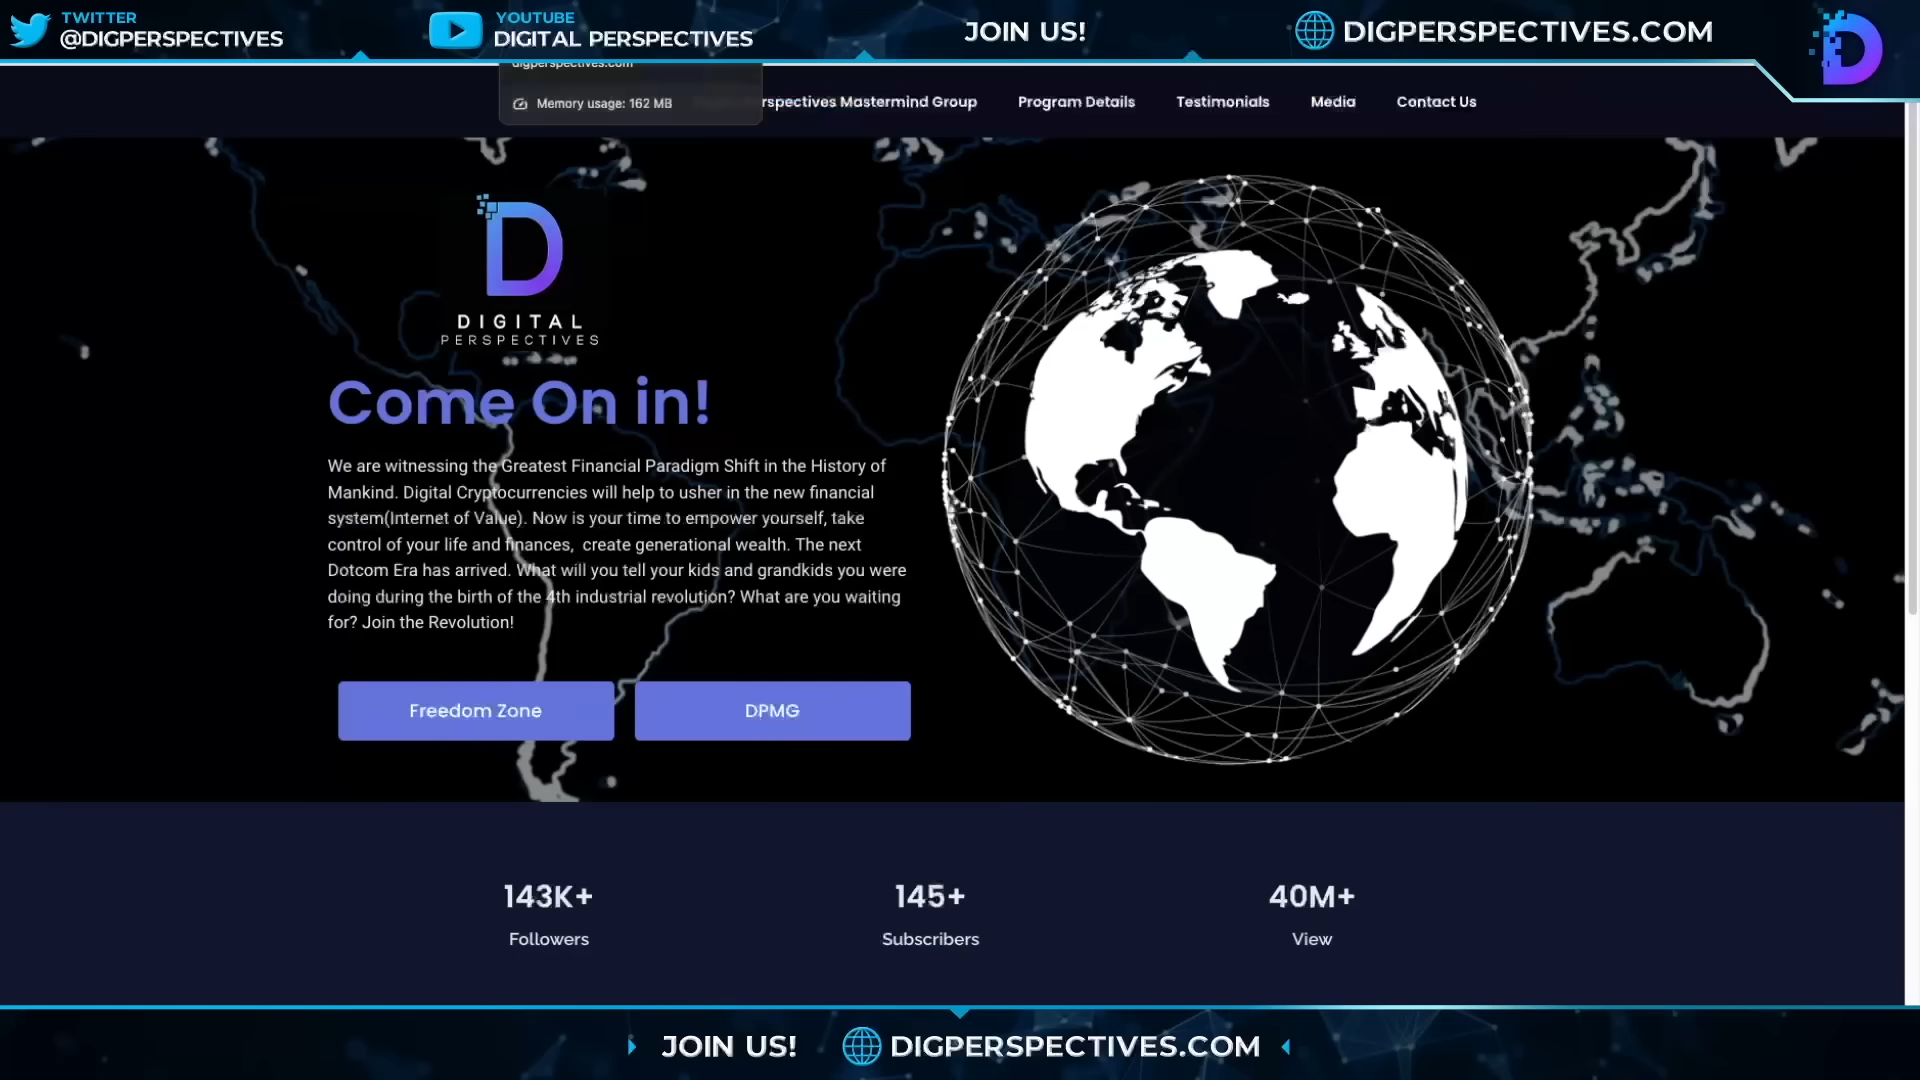 TWITTER
@DIGPERSPECTIVES
YOUTUBE
DIGITAL PERSPECTIVES
JOIN US!
DIGPERSPECTIVES.COM
digperspectives.com
Memory usage: 162 MB
Mastermind Group
Program Details
Testimonials
Media
Contact Us
DIGITAL
PERSPECTIVES
Come On in!
We are witnessing the Greatest Financial Paradigm Shift in the History of
Mankind. Digital Cryptocurrencies will help to usher in the new financial
system(Internet of Value). Now is your time to empower yourself, take
control of your life and finances, create generational wealth. The next
Dotcom Era has arrived. What will you tell your kids and grandkids you were
doing during the birth of the 4th industrial revolution? What are you waiting
for? Join the Revolution!
Freedom Zone
DPMG
143K+
Followers
145+
Subscribers
40M+
View
JOIN US!
DIGPERSPECTIVES.COM